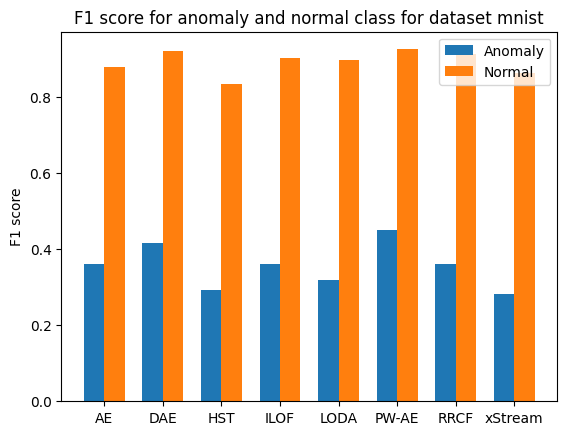 F1 score for anomaly and normal class for dataset mnist
Anomaly
Normal
F1 score
0.8
0.6
0.4
0.2
0.0
AE DAE HST ILOF LODA PW-AE RRCF xStream